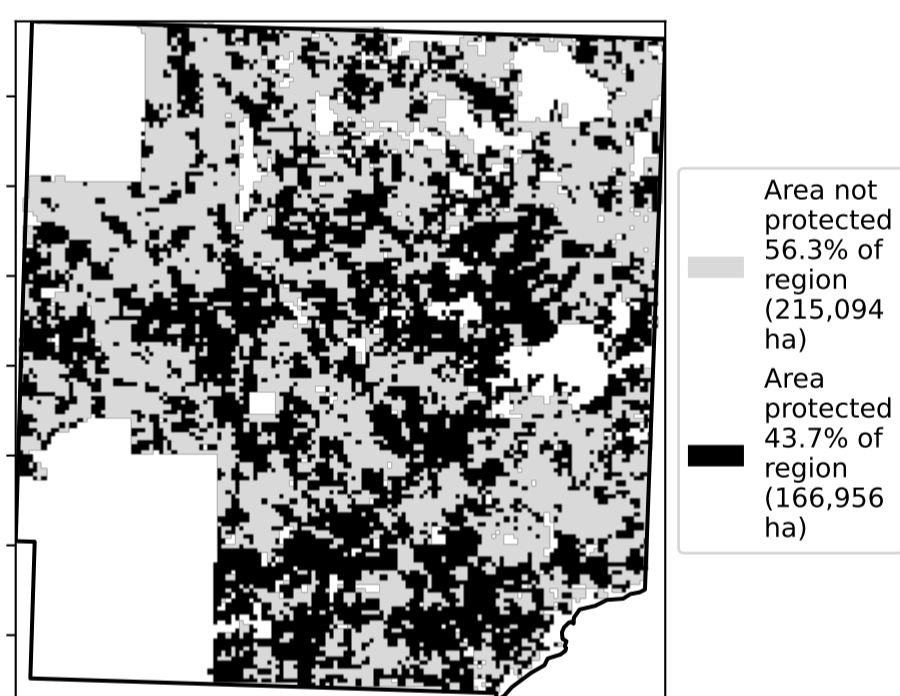 Area not
protected
56.3% of
region
(215,094
ha)
Area
protected
43.7% of
region
(166,956
ha)